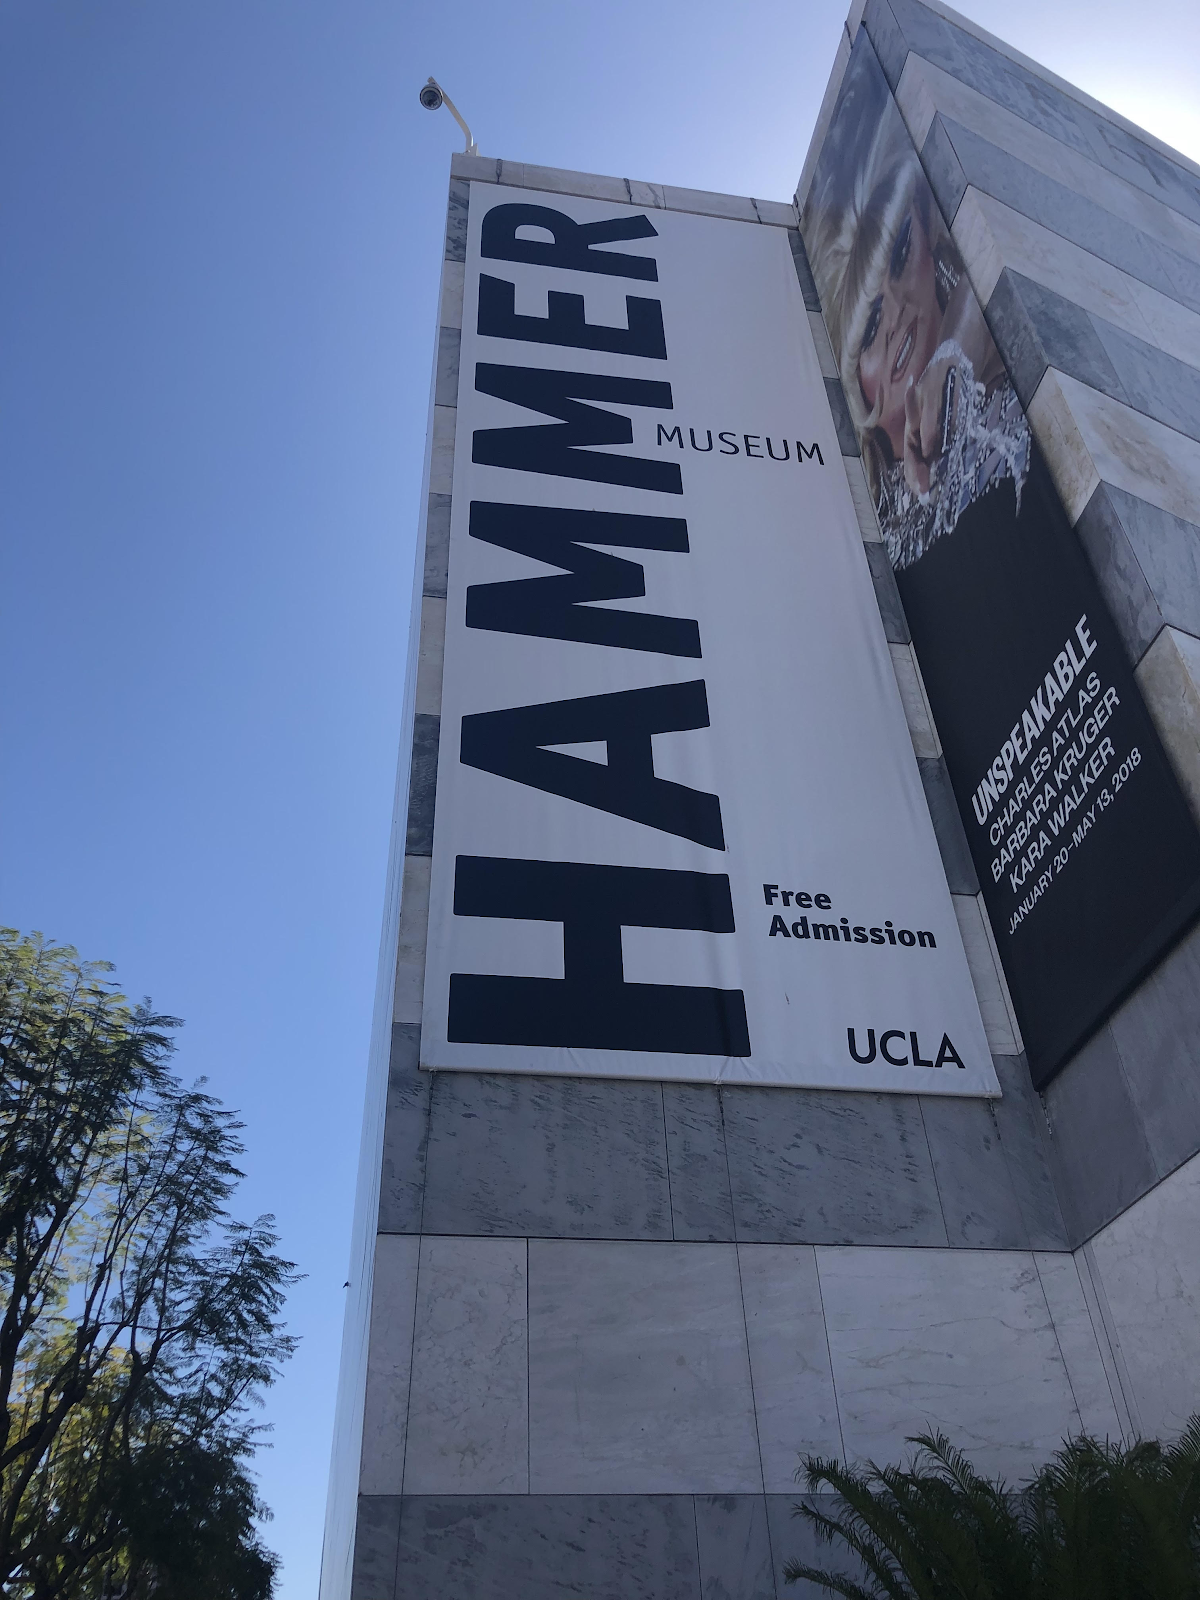 HAMMER
MUSEUM
Free
Admission
UCLA
UNSPEAKABLE
CHARLES ATLAS
BARBARA KRUGER
KARA WALKER
JANUARY 20–MAY 13, 2018